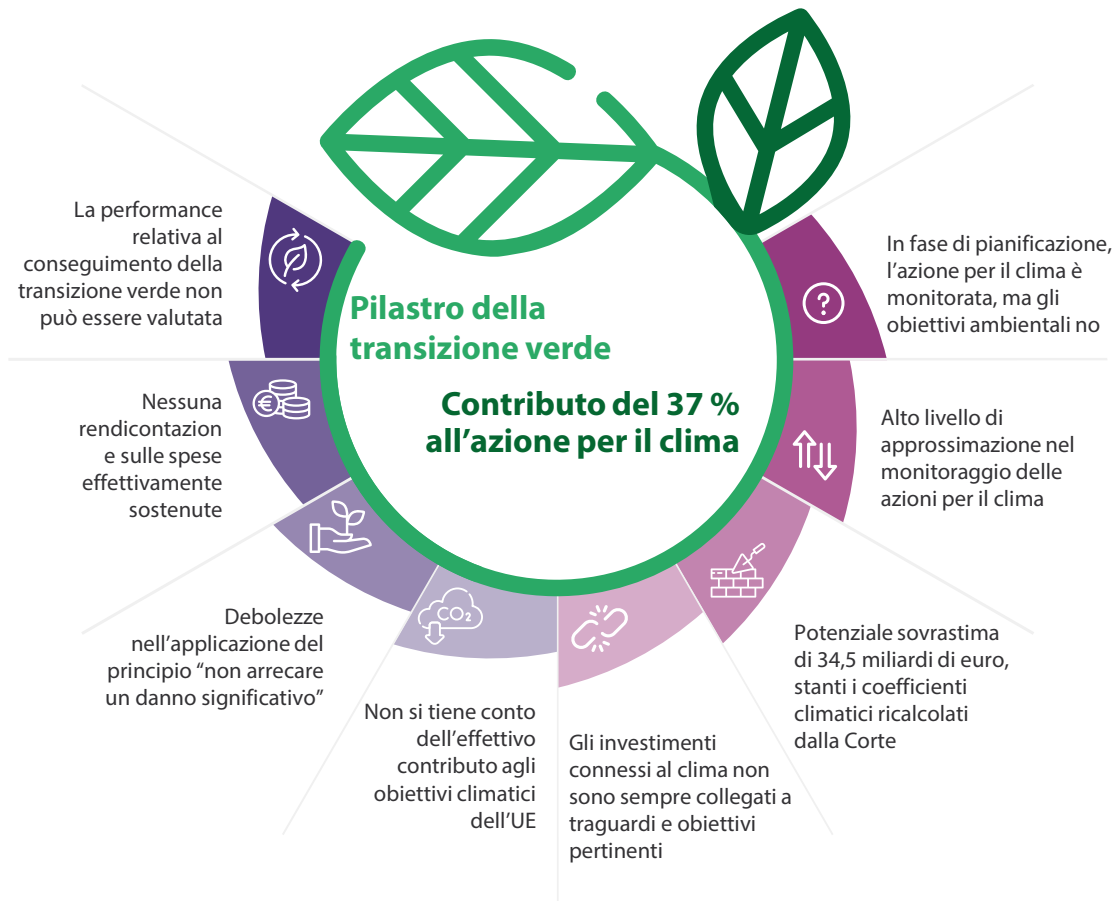 La performance
relativa al
conseguimento della
transizione verde non
può essere valutata
Pilastro della
transizione verde
Contributo del 37 %
all’azione per il clima
In fase di pianificazione,
l’azione per il clima è
monitorata, ma gli
obiettivi ambientali no
?
Nessuna
rendicontazion
e sulle spese
effettivamente
sostenute
€
Alto livello di
approssimazione nel
monitoraggio delle
azioni per il clima
Debolezze
nell’applicazione del
principio “non arrecare
un danno significativo”
CO₂
Potenziale sovrastima
di 34,5 miliardi di euro,
stanti i coefficienti
climatici ricalcolati
dalla Corte
Non si tiene conto
dell’effettivo
contributo agli
obiettivi climatici
dell’UE
Gli investimenti
connessi al clima non
sono sempre collegati a
traguardi e obiettivi
pertinenti